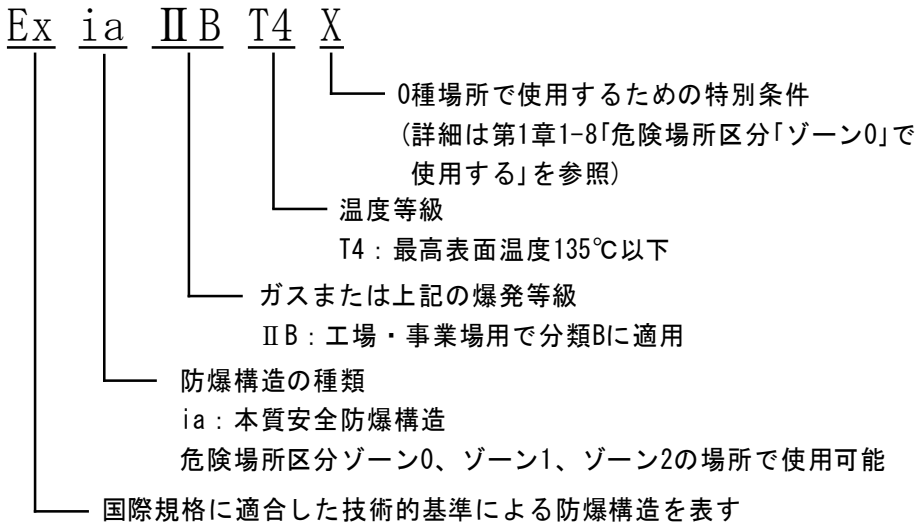 Ex ia ⅡB T4 X
0種場所で使用するための特別条件
(詳細は第1章1-8｢危険場所区分｢ゾーン0｣で
使用する｣を参照)
温度等級
T4：最高表面温度135℃以下
ガスまたは上記の爆発等級
ⅡB：工場・事業場用で分類Bに適用
防爆構造の種類
ia：本質安全防爆構造
危険場所区分ゾーン0、ゾーン1、ゾーン2の場所で使用可能
国際規格に適合した技術的基準による防爆構造を表す